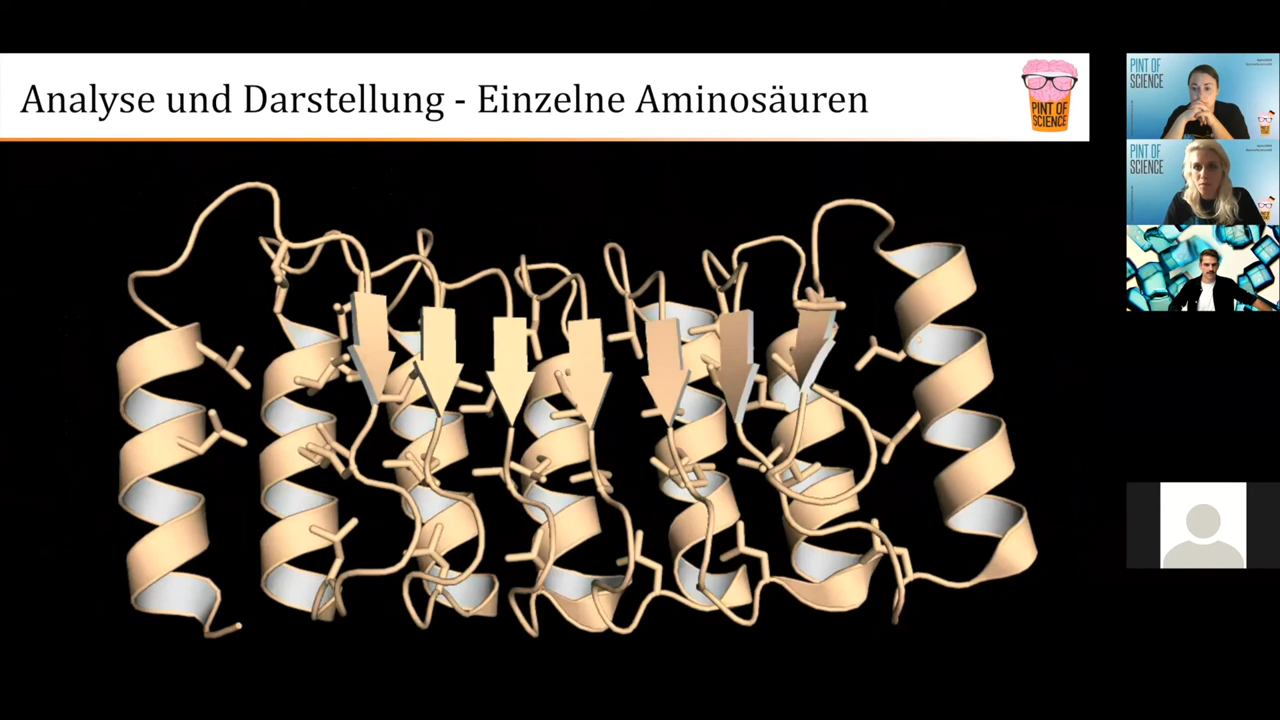 Analyse und Darstellung - Einzelne Aminosäuren
PINT OF
SCIENCE
PINT OF
SCIENCE
PINT OF
SCIENCE